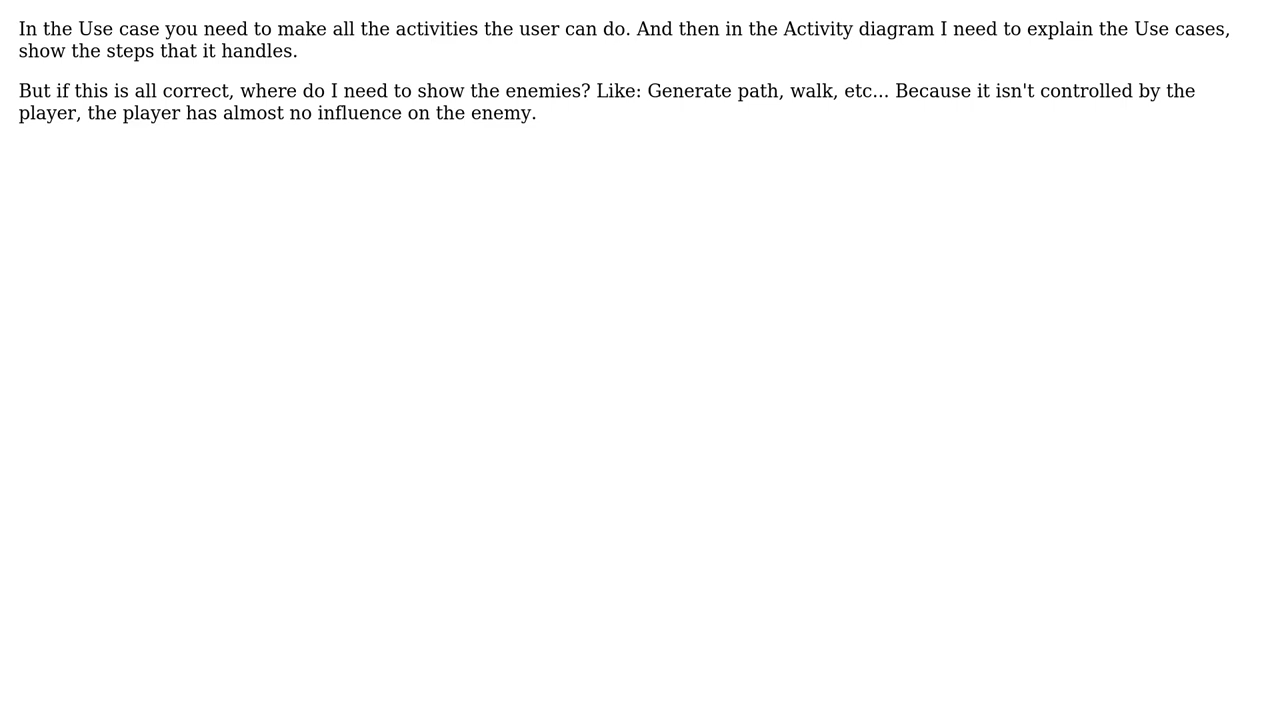 In the Use case you need to make all the activities the user can do. And then in the Activity diagram I need to explain the Use cases,
show the steps that it handles.
But if this is all correct, where do I need to show the enemies? Like: Generate path, walk, etc... Because it isn't controlled by the
player, the player has almost no influence on the enemy.